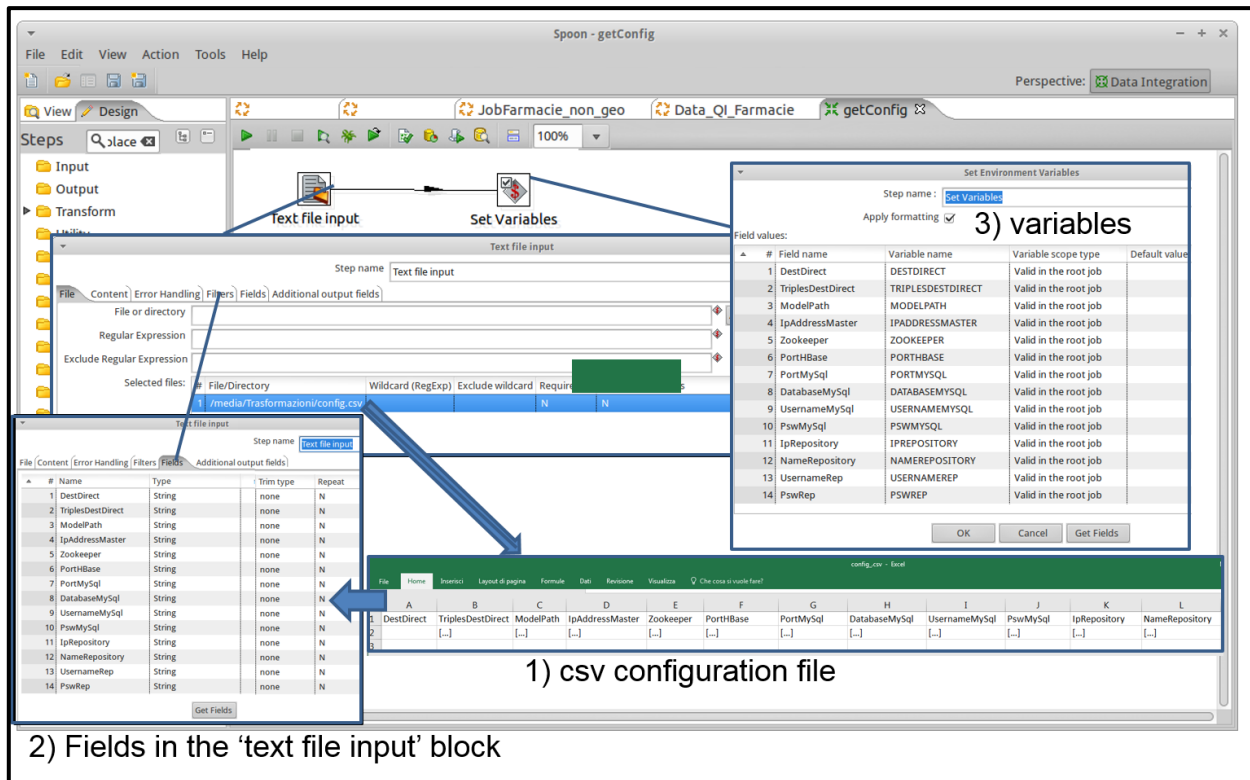 Spoon - getConfig
File Edit View Action Tools Help
Perspective: Data Integration
View Design
JobFarmacie_non_geo Data_QI_Farmacie getConfig
Steps
100%
Input
Output
Transform
Utility
Text file input
Set Variables
Set Environment Variables
Step name : Set Variables
Apply formatting
3) variables
Field values:
# Field name Variable name Variable scope type Default value
1 DestDirect DESTDIRECT Valid in the root job
2 TriplesDestDirect TRIPLESDESTDIRECT Valid in the root job
3 ModelPath MODELPATH Valid in the root job
4 IpAddressMaster IPADDRESSMASTER Valid in the root job
5 Zookeeper ZOOKEEPER Valid in the root job
6 PortHBase PORTHBASE Valid in the root job
7 PortMySql PORTMYSQL Valid in the root job
8 DatabaseMySql DATABASEMYSQL Valid in the root job
9 UsernameMySql USERNAMEMYSQL Valid in the root job
10 PswMySql PSWMYSQL Valid in the root job
11 IpRepository IPREPOSITORY Valid in the root job
12 NameRepository NAMEREPOSITORY Valid in the root job
13 UsernameRep USERNAMEREP Valid in the root job
14 PswRep PSWREP Valid in the root job
OK Cancel Get Fields
Text file input
Step name Text file input
File Content Error Handling Filters Fields Additional output fields
File or directory
Regular Expression
Exclude Regular Expression
Selected files: # File/Directory Wildcard (RegExp) Exclude wildcard
1 /media/Trasformazioni/config.csv N N
Text file input
Step name Text file input
File Content Error Handling Filters Fields Additional output fields
# Name Type Trim type Repeat
1 DestDirect String none N
2 TriplesDestDirect String none N
3 ModelPath String none N
4 IpAddressMaster String none N
5 Zookeeper String none N
6 PortHBase String none N
7 PortMySql String none N
8 DatabaseMySql String none N
9 UsernameMySql String none N
10 PswMySql String none N
11 IpRepository String none N
12 NameRepository String none N
13 UsernameRep String none N
14 PswRep String none N
Get Fields
config_csv - Excel
File Home Inserisci Layout di pagina Formule Dati Revisione Visualizza Che cosa si vuole fare?
A B C D E F G H I J K L
1 DestDirect TriplesDestDirect ModelPath IpAddressMaster Zookeeper PortHBase PortMySql DatabaseMySql UsernameMySql PswMySql IpRepository NameRepository
2 [...] [...] [...] [...] [...] [...] [...] [...] [...] [...] [...]
3
1) csv configuration file
2) Fields in the ‘text file input’ block